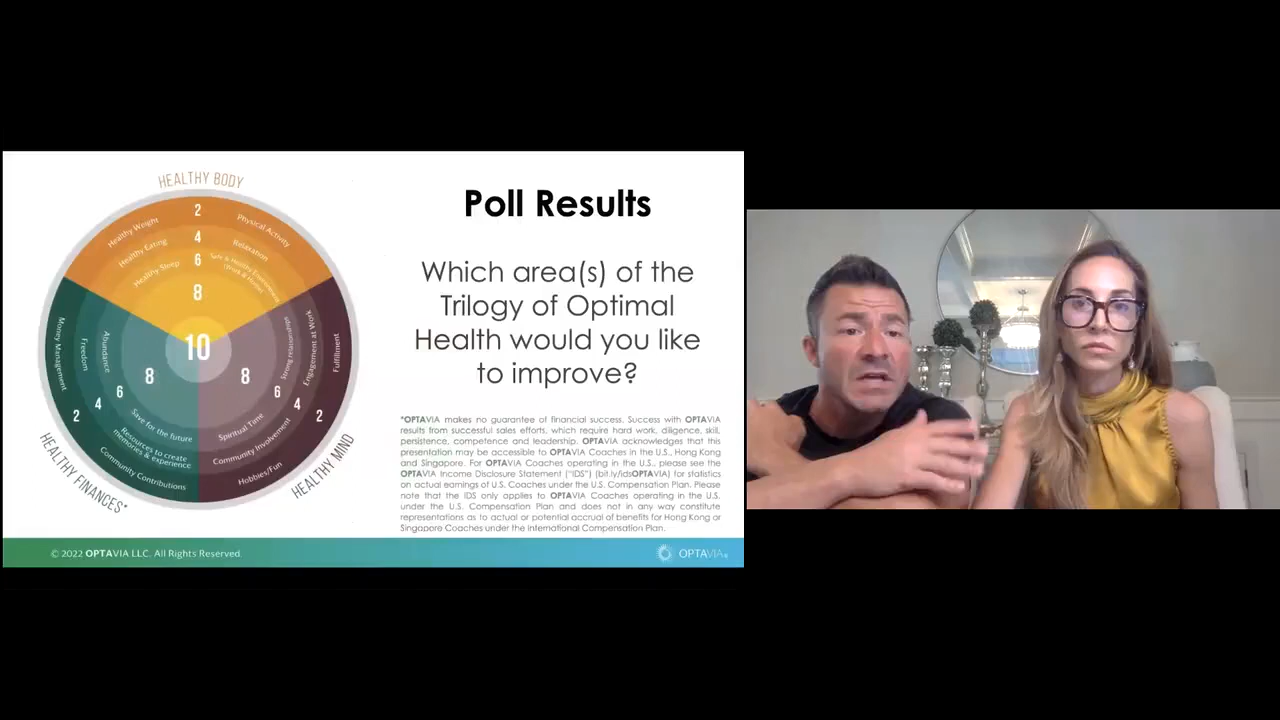 HEALTHY BODY
2
Healthy Weight
Physical Activity
4
Healthy Eating
Relaxation
6
Healthy Sleep
Safe & Healthy Environment
8
10
Money Management
Freedom
Abundance
8
6
4
2
Save for the future
Resources to create
memories & experience
Community Contributions
HEALTHY FINANCES*
Strong relationships
Engagement at Work
Fulfillment
8
6
4
2
Spiritual Time
Community Involvement
Hobbies/Fun
HEALTHY MIND
Poll Results
Which area(s) of the
Trilogy of Optimal
Health would you like
to improve?
*OPTAVIA makes no guarantee of financial success. Success with OPTAVIA
results from successful sales efforts, which require hard work, diligence, skill,
persistence, competence and leadership. OPTAVIA acknowledges that this
presentation may be accessible to OPTAVIA Coaches in the U.S., Hong Kong
and Singapore. For OPTAVIA Coaches operating in the U.S., please see the
OPTAVIA Income Disclosure Statement ("IDS") (bit.ly/idsOPTAVIA) for statistics
on actual earnings of U.S. Coaches under the U.S. Compensation Plan. Please
note that the IDS only applies to OPTAVIA Coaches operating in the U.S.
under the U.S. Compensation Plan and does not in any way constitute
representations as to actual or potential accrual of benefits for Hong Kong or
Singapore Coaches under the International Compensation Plan.
© 2022 OPTAVIA LLC. All Rights Reserved.
OPTAVIA®